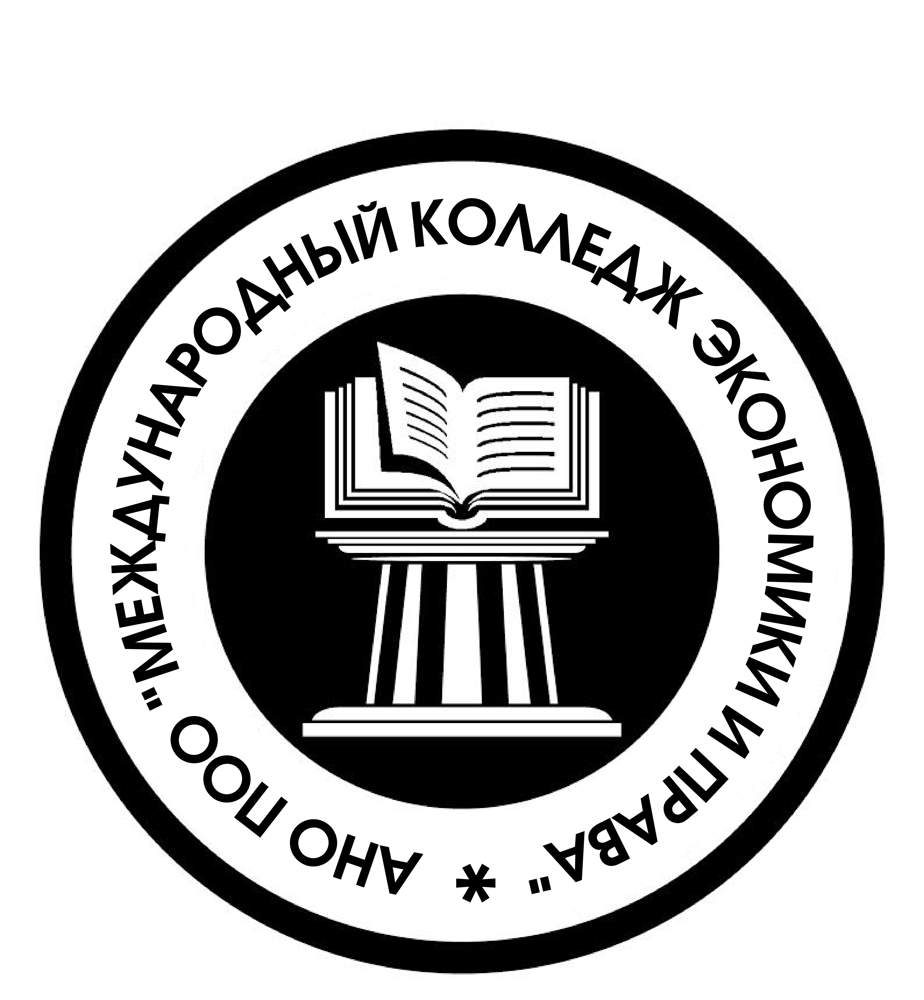 АНО ПОО "МЕЖДУНАРОДНЫЙ КОЛЛЕДЖ ЭКОНОМИКИ И ПРАВА" *